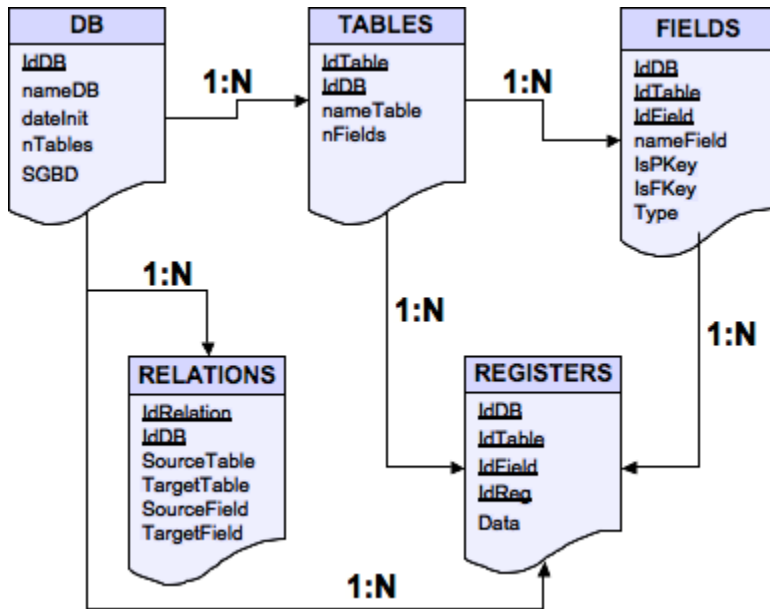 DB
IdDB
nameDB
dateInit
nTables
SGBD
1:N
TABLES
IdTable
IdDB
nameTable
nFields
1:N
FIELDS
IdDB
IdTable
IdField
nameField
IsPKey
IsFKey
Type
1:N
1:N
1:N
RELATIONS
IdRelation
IdDB
SourceTable
TargetTable
SourceField
TargetField
REGISTERS
IdDB
IdTable
IdField
IdReg
Data
1:N